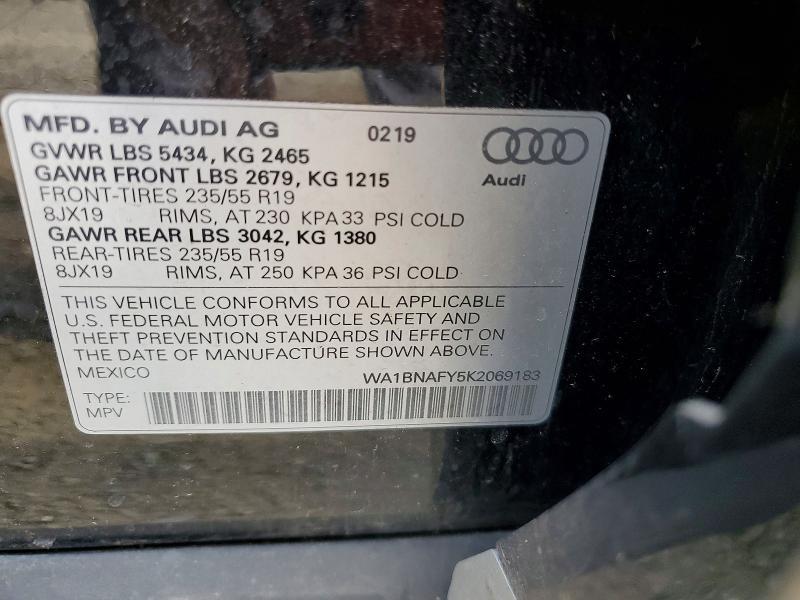 MFD. BY AUDI AG 0219
GVWR LBS 5434, KG 2465
GAWR FRONT LBS 2679, KG 1215
Audi
FRONT-TIRES 235/55 R19
8JX19 RIMS, AT 230 KPA 33 PSI COLD
GAWR REAR LBS 3042, KG 1380
REAR-TIRES 235/55 R19
8JX19 RIMS, AT 250 KPA 36 PSI COLD
THIS VEHICLE CONFORMS TO ALL APPLICABLE
U.S. FEDERAL MOTOR VEHICLE SAFETY AND
THEFT PREVENTION STANDARDS IN EFFECT ON
THE DATE OF MANUFACTURE SHOWN ABOVE.
MEXICO WA1BNAFY5K2069183
TYPE:
MPV